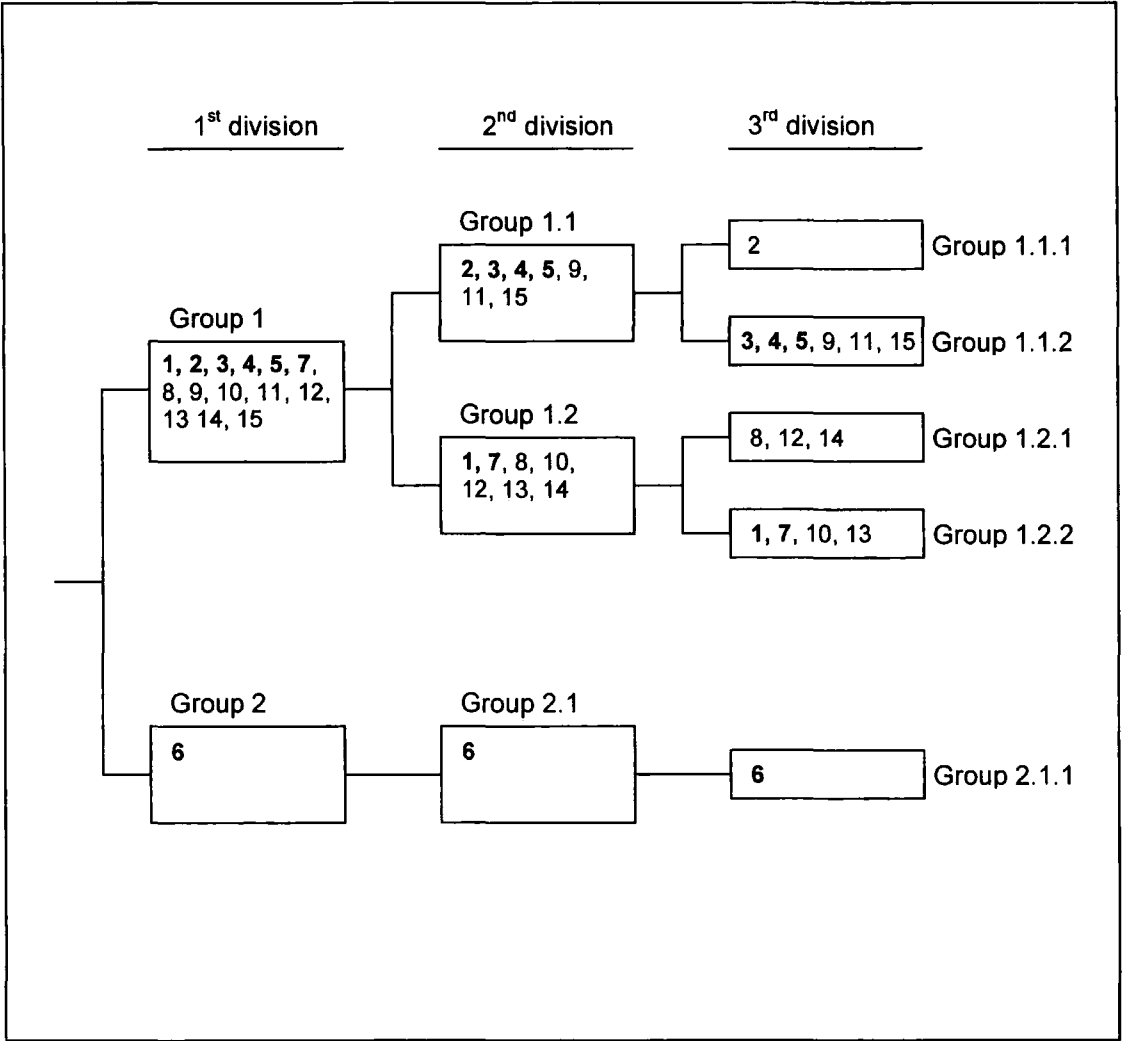 1st division
2nd division
3rd division
Group 1.1
2, 3, 4, 5, 9,
11, 15
2
Group 1.1.1
Group 1
1, 2, 3, 4, 5, 7,
8, 9, 10, 11, 12,
13 14, 15
3, 4, 5, 9, 11, 15
Group 1.1.2
Group 1.2
1, 7, 8, 10,
12, 13, 14
8, 12, 14
Group 1.2.1
1, 7, 10, 13
Group 1.2.2
Group 2
6
Group 2.1
6
6
Group 2.1.1